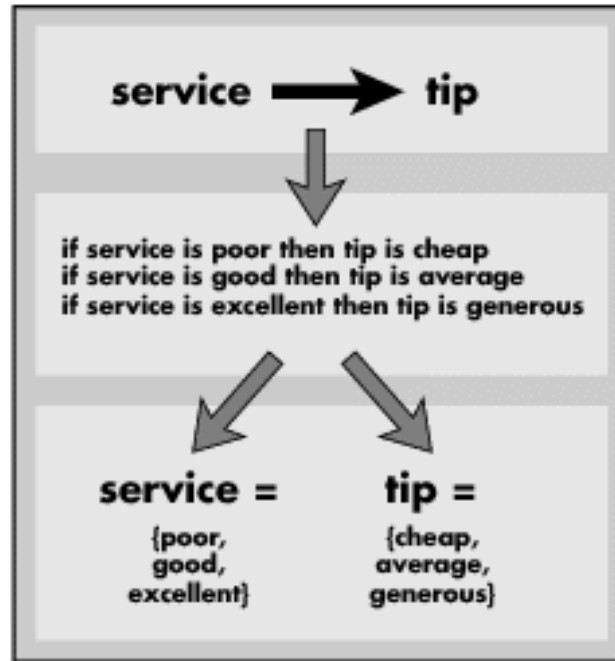 service tip
if service is poor then tip is cheap
if service is good then tip is average
if service is excellent then tip is generous
service =
{poor,
good,
excellent}
tip =
{cheap,
average,
generous}